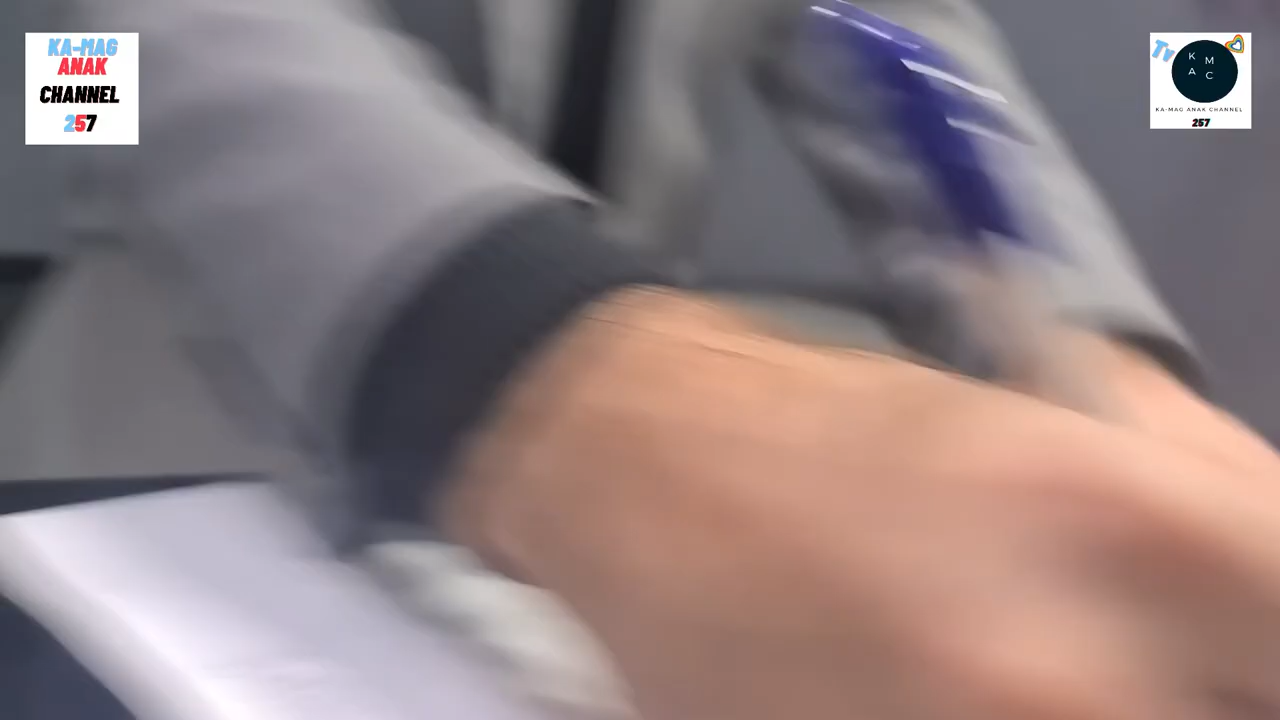 KA-MAG
ANAK
CHANNEL
257
Tv
K M
A C
KA-MAG ANAK CHANNEL
257